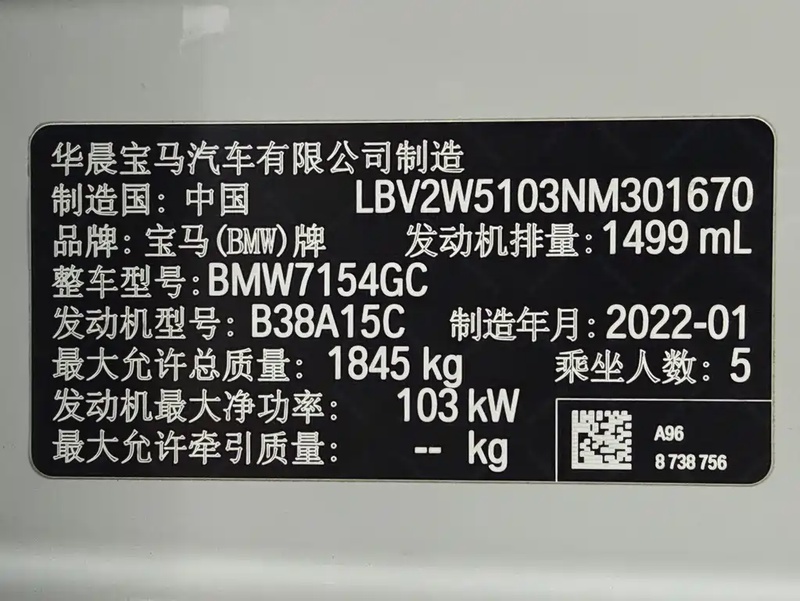 华晨宝马汽车有限公司制造
制造国：中国 LBV2W5103NM301670
品牌：宝马(BMW)牌 发动机排量：1499 mL
整车型号：BMW7154GC
发动机型号：B38A15C 制造年月：2022-01
最大允许总质量：1845 kg 乘坐人数：5
发动机最大净功率：103 kW
最大允许牵引质量：-- kg
A96
8 738 756